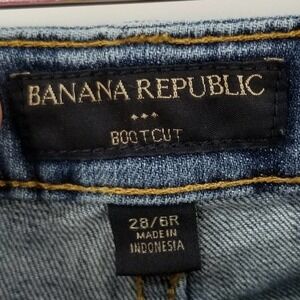 BANANA REPUBLIC
BOOTCUT
28/6R
MADE IN
INDONESIA